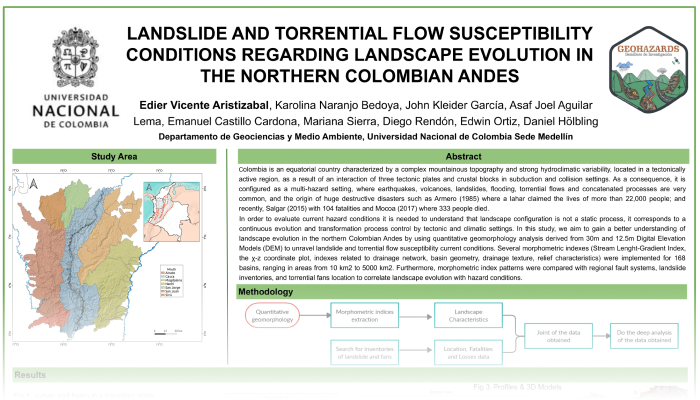 LANDSLIDE AND TORRENTIAL FLOW SUSCEPTIBILITY
CONDITIONS REGARDING LANDSCAPE EVOLUTION IN
THE NORTHERN COLOMBIAN ANDES
UNIVERSIDAD
NACIONAL
DE COLOMBIA
GEOHAZARDS
Edier Vicente Aristizabal, Karolina Naranjo Bedoya, John Kleider García, Asaf Joel Aguilar
Lema, Emanuel Castillo Cardona, Mariana Sierra, Diego Rendón, Edwin Ortiz, Daniel Hölbling
Departamento de Geociencias y Medio Ambiente, Universidad Nacional de Colombia Sede Medellín
Study Area
A
A
Abstract
Colombia is an equatorial country characterized by a complex mountainous topography and strong hydroclimatic variability, located in a tectonically
active region, as a result of an interaction of three tectonic plates and crustal blocks in subduction and collision settings. As a consequence, it is
configured as a multi-hazard setting, where earthquakes, volcanoes, landslides, flooding, torrential flows and concatenated processes are very
common, and the origin of huge destructive disasters such as Armero (1985) where a lahar claimed the lives of more than 22,000 people; and
recently, Salgar (2015) with 104 fatalities and Mocoa (2017) where 333 people died.
In order to evaluate current hazard conditions it is needed to understand that landscape configuration is not a static process, it corresponds to a
continuous evolution and transformation process control by tectonic and climatic settings. In this study, we aim to gain a better understanding of
landscape evolution in the northern Colombian Andes by using quantitative geomorphology analysis derived from 30m and 12.5m Digital Elevation
Models (DEM) to unravel landslide and torrential flow susceptibility current conditions. Several morphometric indexes (Stream Lenght-Gradient Index,
the χ-z coordinate plot, indexes related to drainage network, basin geometry, drainage texture, relief characteristics) were implemented for 168
basins, ranging in areas from 10 km2 to 5000 km2. Furthermore, morphometric index patterns were compared with regional fault systems, landslide
inventories, and torrential fans location to correlate landscape evolution with hazard conditions.
Methodology
Quantitative
geomorphology
Morphometric indices
extraction
Landscape
Characteristics
Search for inventories
of landslide and fans
Location, Fatalities
and Losses data
Joint of the data
obtained
Do the deep analysis
of the data obtained
Results
Fig 3. Profiles & 3D Models